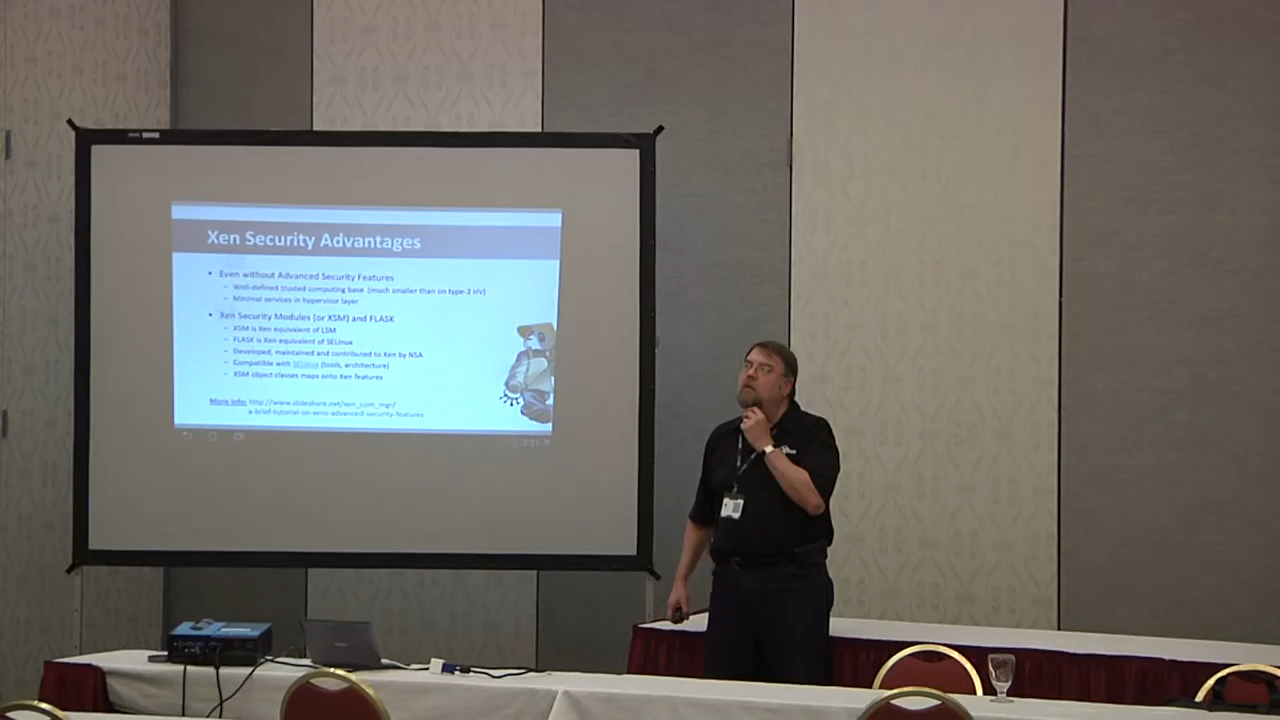 Xen Security Advantages
• Even without Advanced Security Features
– Well-defined trusted computing base (much smaller than on type-2 HV)
– Minimal services in hypervisor layer
• Xen Security Modules (or XSM) and FLASK
– XSM is Xen equivalent of LSM
– FLASK is Xen equivalent of SELinux
– Developed, maintained and contributed to Xen by NSA
– Compatible with SELinux (tools, architecture)
– XSM object classes maps onto Xen features
More info: http://www.slideshare.net/xen_com_mgr/
a-brief-tutorial-on-xens-advanced-security-features